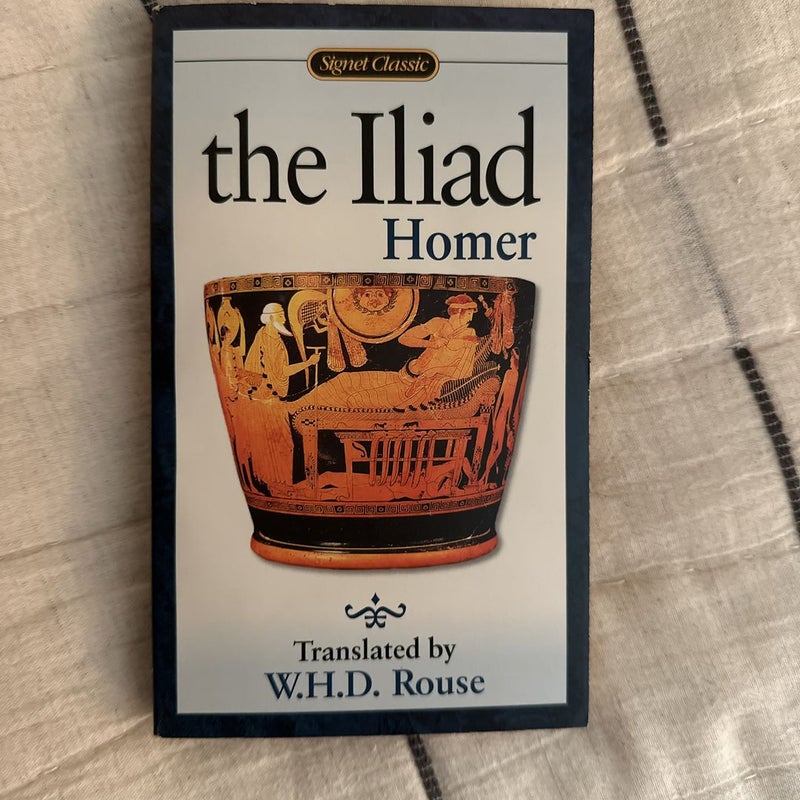 Signet Classic
the Iliad
Homer
Translated by
W.H.D. Rouse